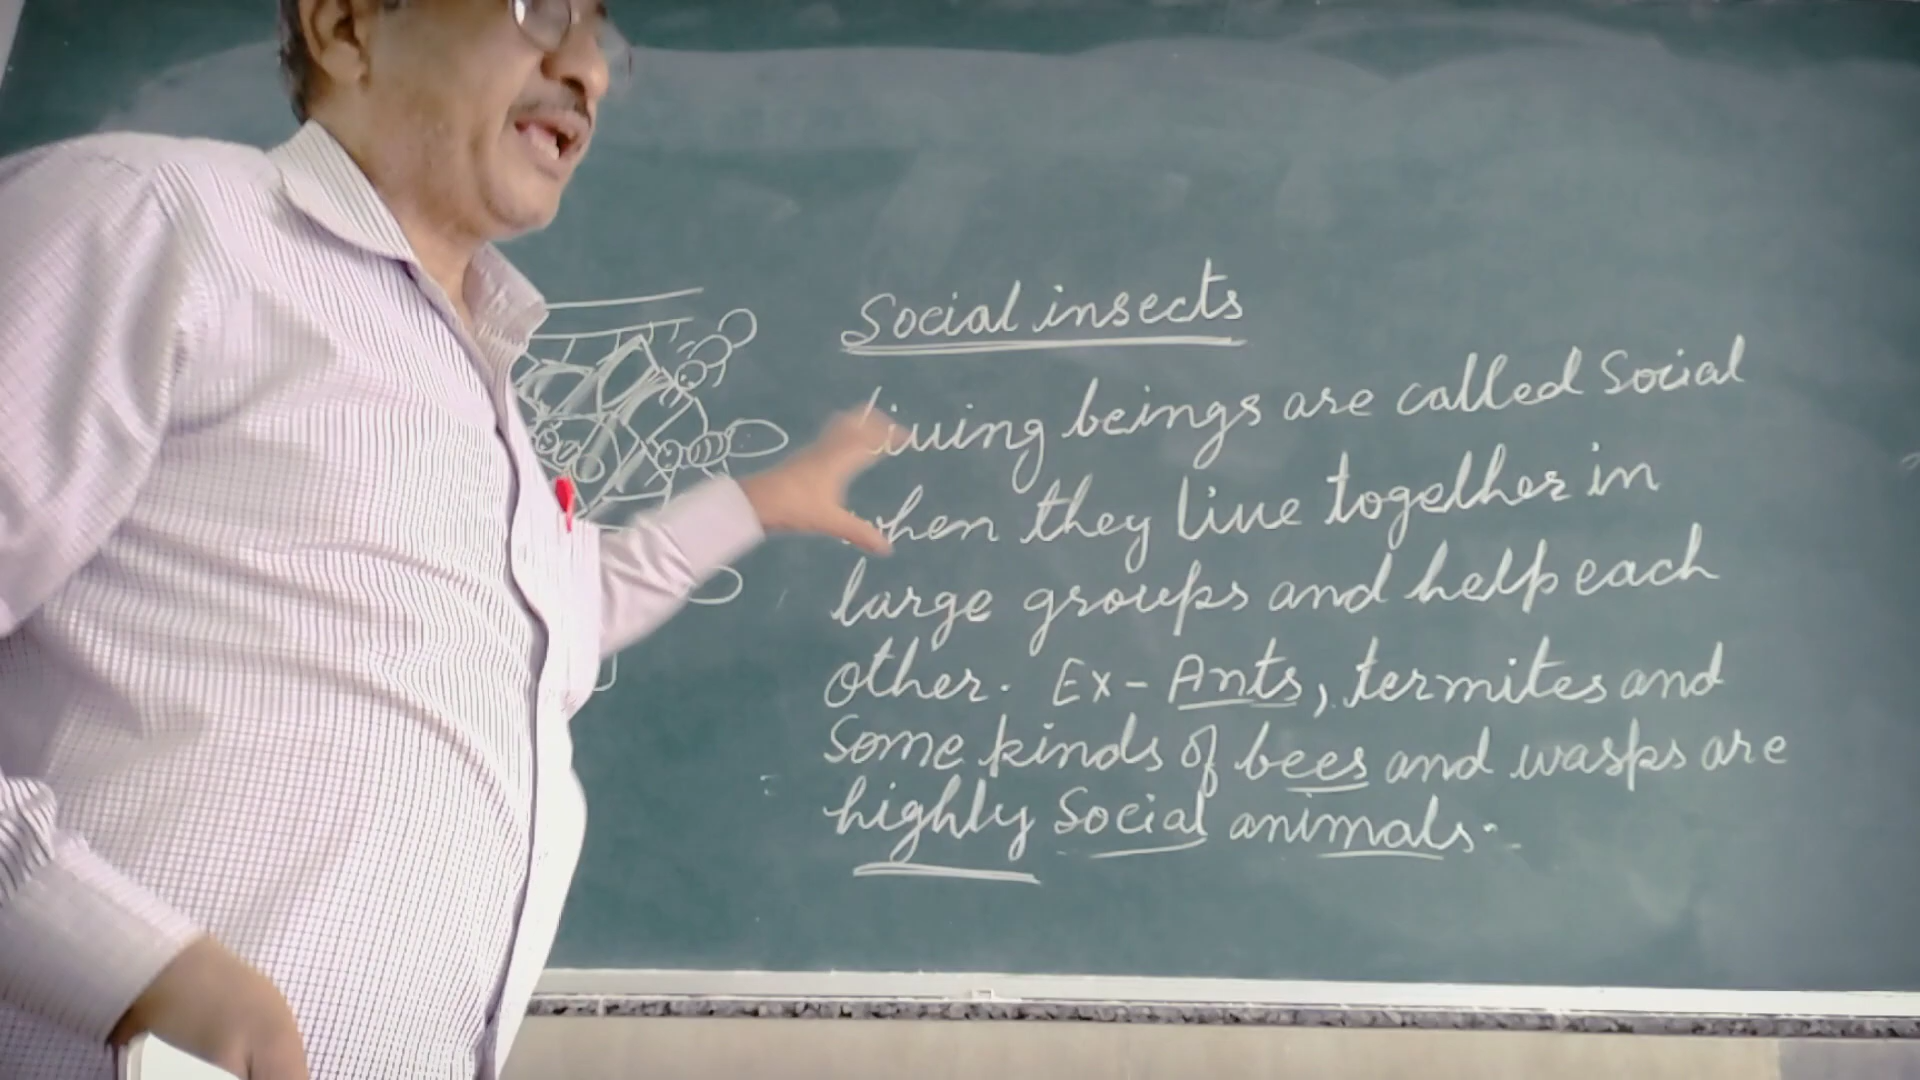 Social insects
Living beings are called Social
when they live together in
large groups and help each
other. Ex - Ants, termites and
Some kinds of bees and wasps are
highly Social animals.